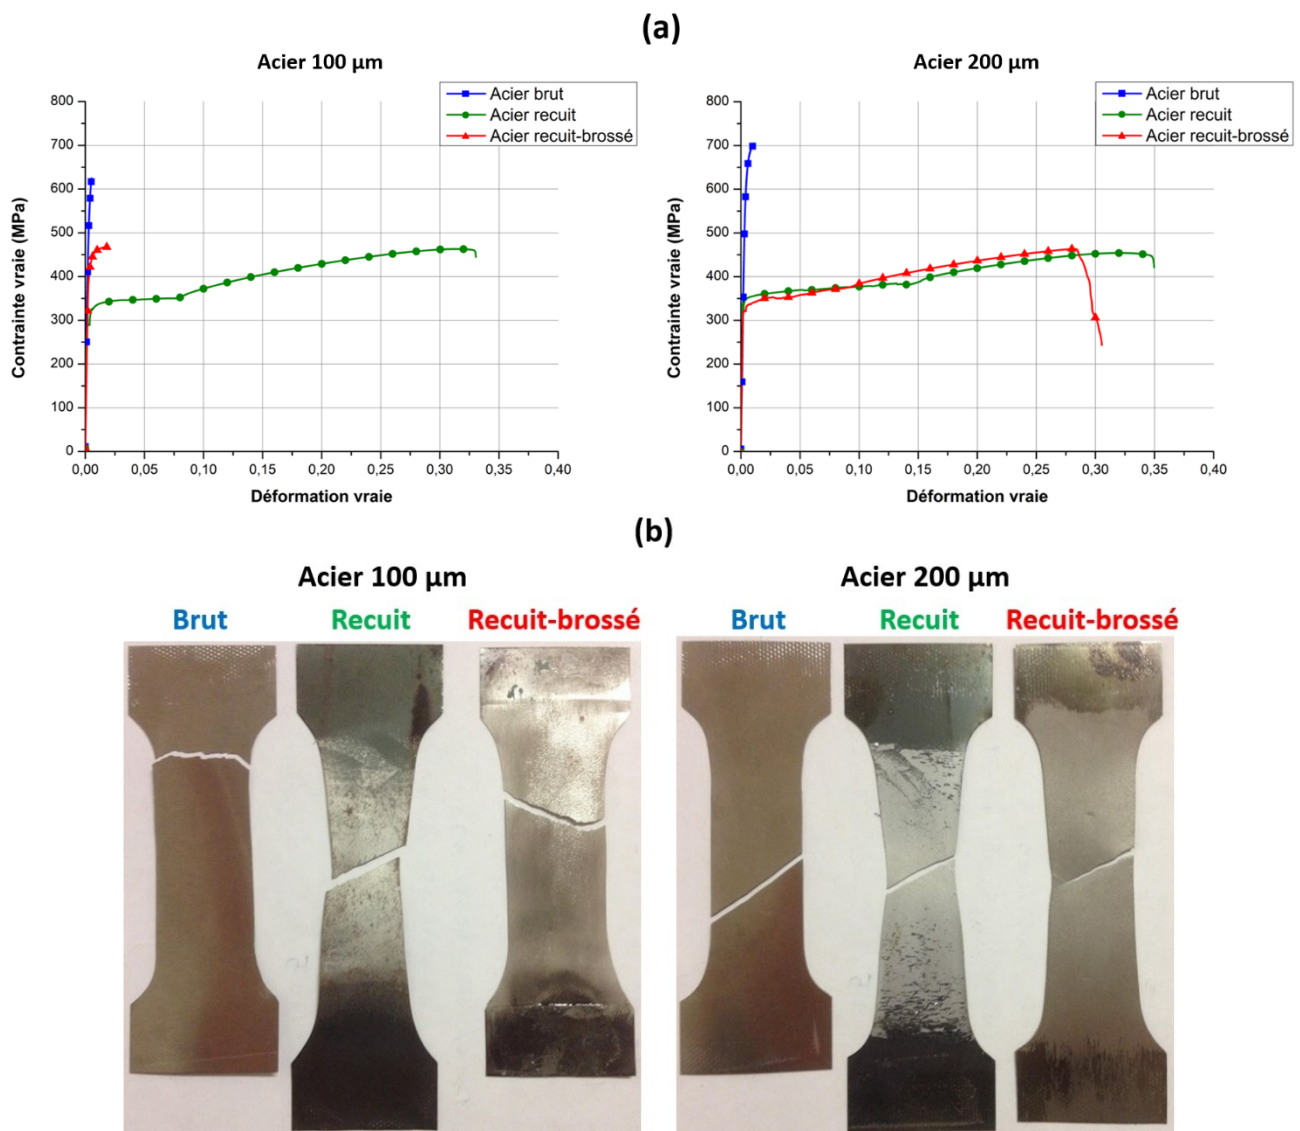 (a)
Acier 100 µm
Acier brut
Acier recuit
Acier recuit-brossé
Contrainte vraie (MPa)
800
700
600
500
400
300
200
100
0
0,00 0,05 0,10 0,15 0,20 0,25 0,30 0,35 0,40
Déformation vraie
Acier 200 µm
Acier brut
Acier recuit
Acier recuit-brossé
Contrainte vraie (MPa)
800
700
600
500
400
300
200
100
0
0,00 0,05 0,10 0,15 0,20 0,25 0,30 0,35 0,40
Déformation vraie
(b)
Acier 100 µm
Brut Recuit Recuit-brossé
Acier 200 µm
Brut Recuit Recuit-brossé